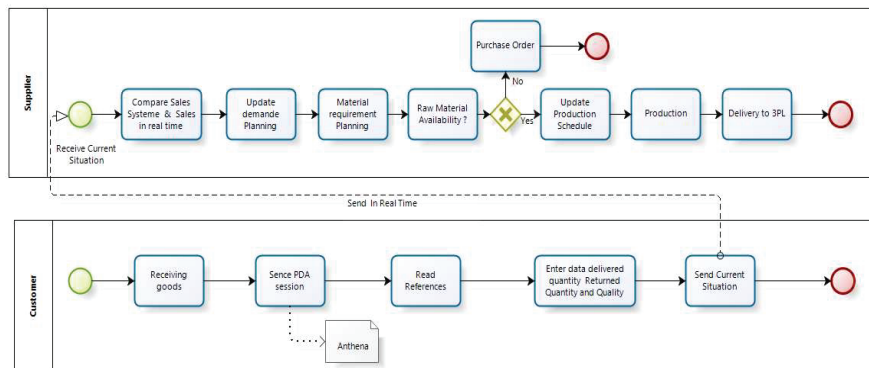 Supplier
Receive Current
Situation
Compare Sales
Systeme & Sales
in real time
Update
demande
Planning
Material
requirement
Planning
Raw Material
Availability ?
No
Purchase Order
Yes
Update
Production
Schedule
Production
Delivery to 3PL
Send In Real Time
Customer
Receiving
goods
Sence PDA
session
Anthena
Read
References
Enter data delivered
quantity Returned
Quantity and Quality
Send Current
Situation